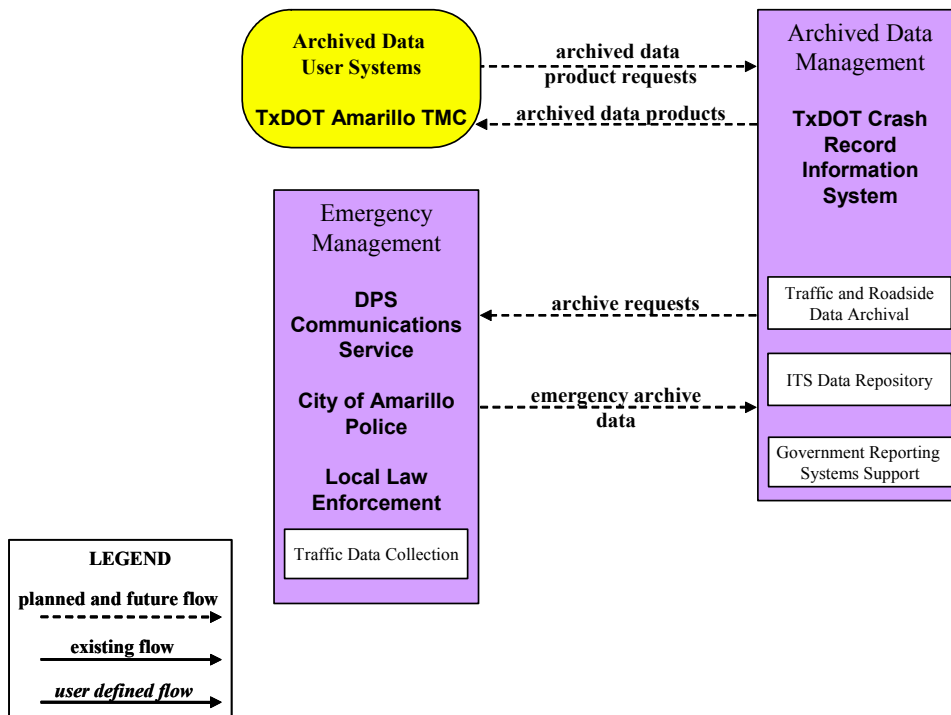 Archived Data
User Systems
TxDOT Amarillo TMC
archived data
product requests
archived data products
Archived Data
Management
TxDOT Crash
Record
Information
System
Traffic and Roadside
Data Archival
ITS Data Repository
Government Reporting
Systems Support
Emergency
Management
DPS
Communications
Service
City of Amarillo
Police
Local Law
Enforcement
Traffic Data Collection
archive requests
emergency archive
data
LEGEND
planned and future flow
existing flow
user defined flow